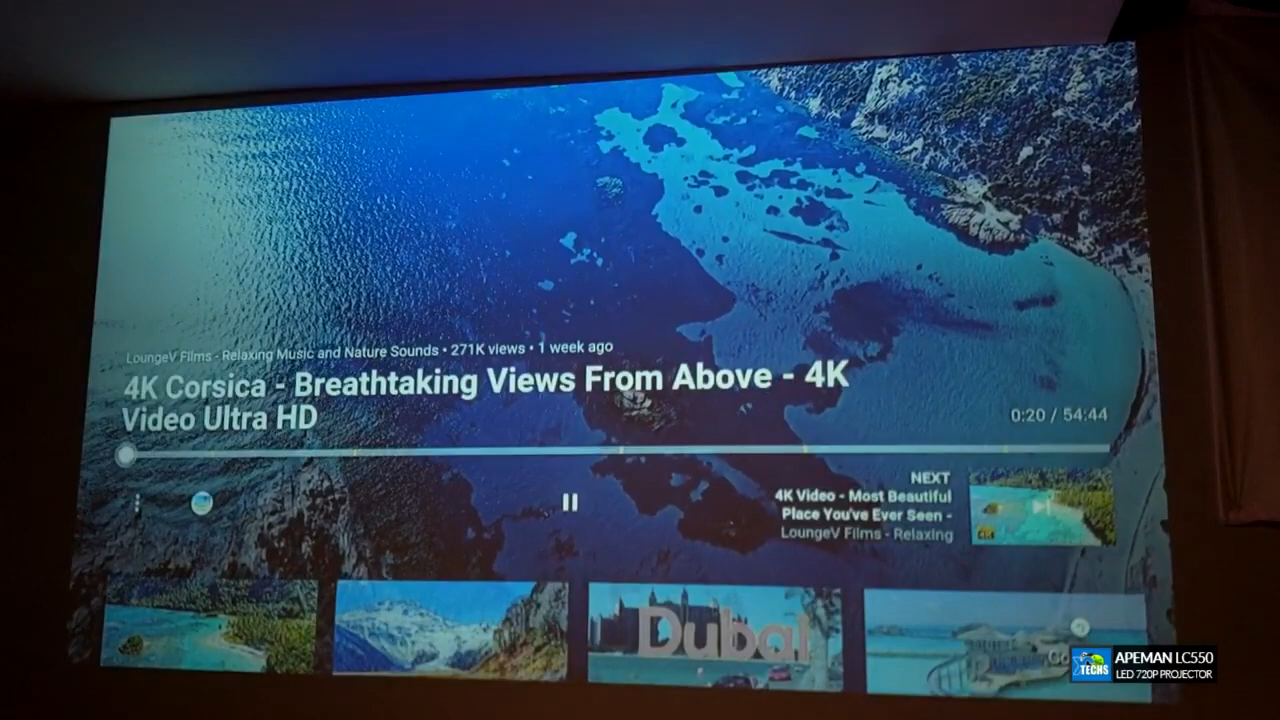 LoungeV Films - Relaxing Music and Nature Sounds • 271K views • 1 week ago
4K Corsica - Breathtaking Views From Above - 4K
Video Ultra HD
0:20 / 54:44
NEXT
4K Video - Most Beautiful
Place You've Ever Seen -
LoungeV Films - Relaxing
4K
Dubai
Co
TECHS
APEMAN LC550
LED 720P PROJECTOR